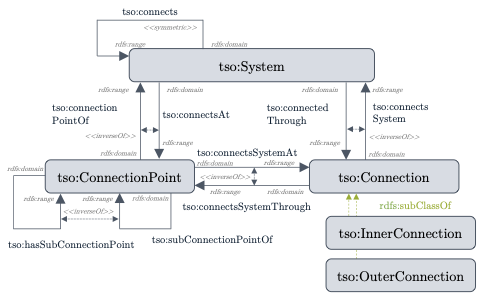 tso:connects
<<symmetric>>
rdfs:range
rdfs:domain
tso:System
rdfs:range
rdfs:domain
rdfs:domain
rdfs:range
tso:connection
PointOf
tso:connectsAt
tso:connected
Through
tso:connects
System
<<inverseOf>>
<<inverseOf>>
rdfs:domain
rdfs:range
rdfs:range
rdfs:domain
tso:connectsSystemAt
rdfs:domain
rdfs:domain
rdfs:range
tso:ConnectionPoint
<<inverseOf>>
tso:Connection
rdfs:range
rdfs:domain
rdfs:range
rdfs:range
rdfs:domain
<<inverseOf>>
tso:connectsSystemThrough
rdfs:subClassOf
tso:hasSubConnectionPoint
tso:subConnectionPointOf
tso:InnerConnection
tso:OuterConnection